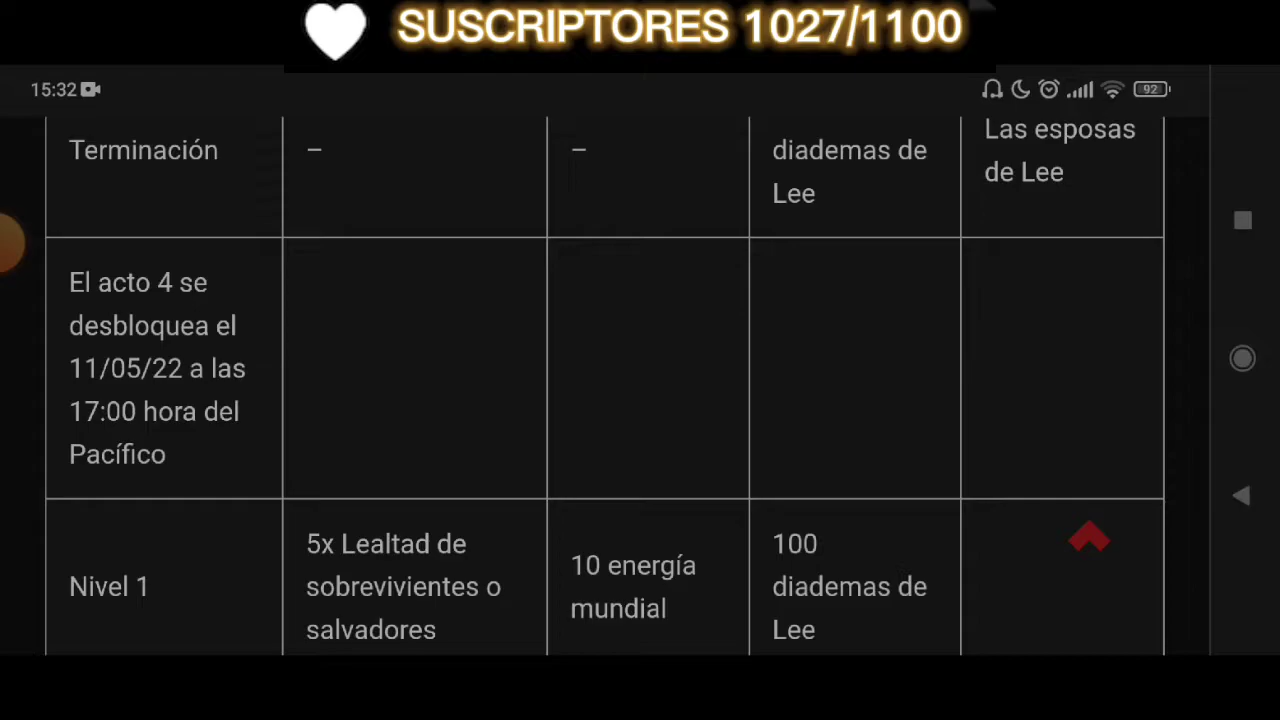 SUSCRIPTORES 1027/1100
15:32
92
Terminación
–
–
diademas de
Lee
Las esposas
de Lee
El acto 4 se
desbloquea el
11/05/22 a las
17:00 hora del
Pacífico
Nivel 1
5x Lealtad de
sobrevivientes o
salvadores
10 energía
mundial
100
diademas de
Lee